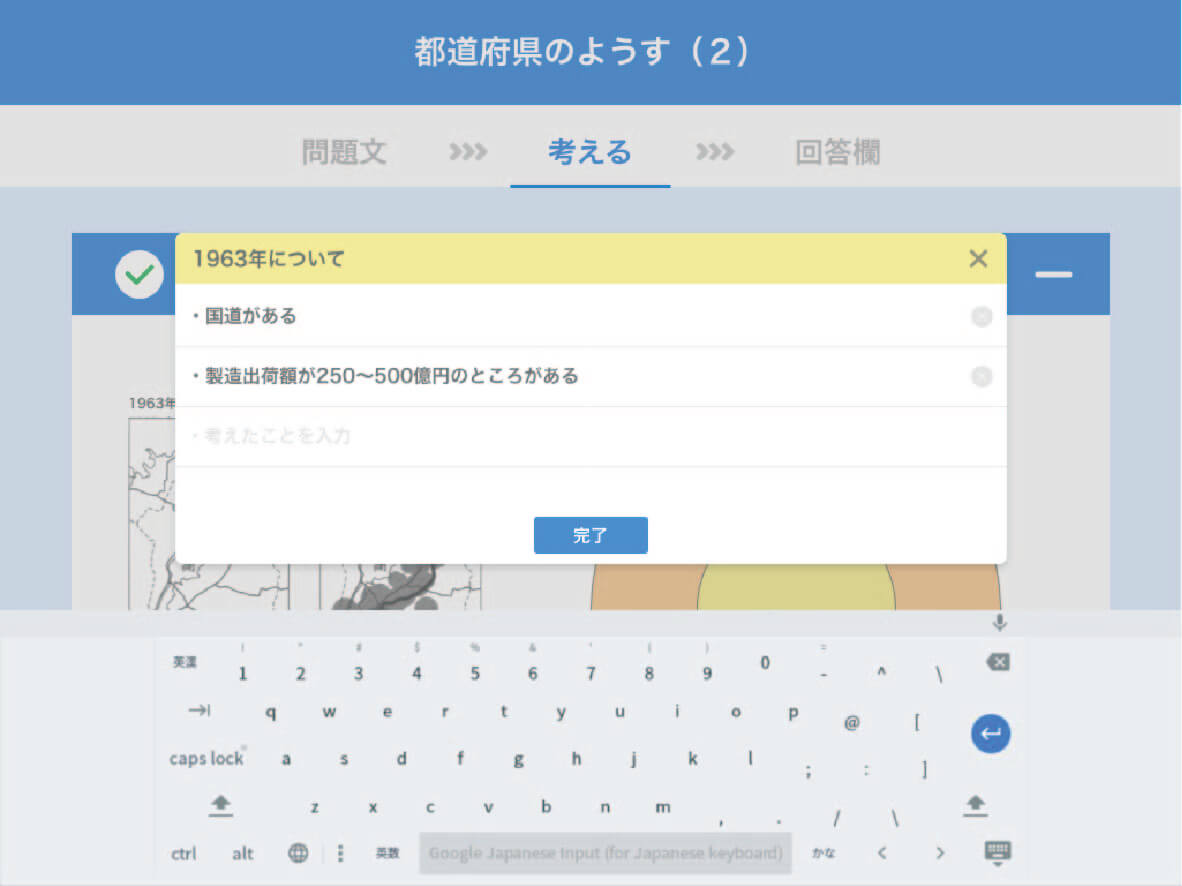 都道府県のようす（２）
問題文 >>> 考える >>> 回答欄
1963年について ×
・国道がある
・製造出荷額が250〜500億円のところがある
1963年
・考えたことを入力
完了
英漢 1 2 3 4 5 6 7 8 9 0 - ^ \
q w e r t y u i o p @ [
caps lock a s d f g h j k l ; : ]
z x c v b n m , . / \
ctrl alt 英数 Google Japanese Input (for Japanese keyboard) かな < >